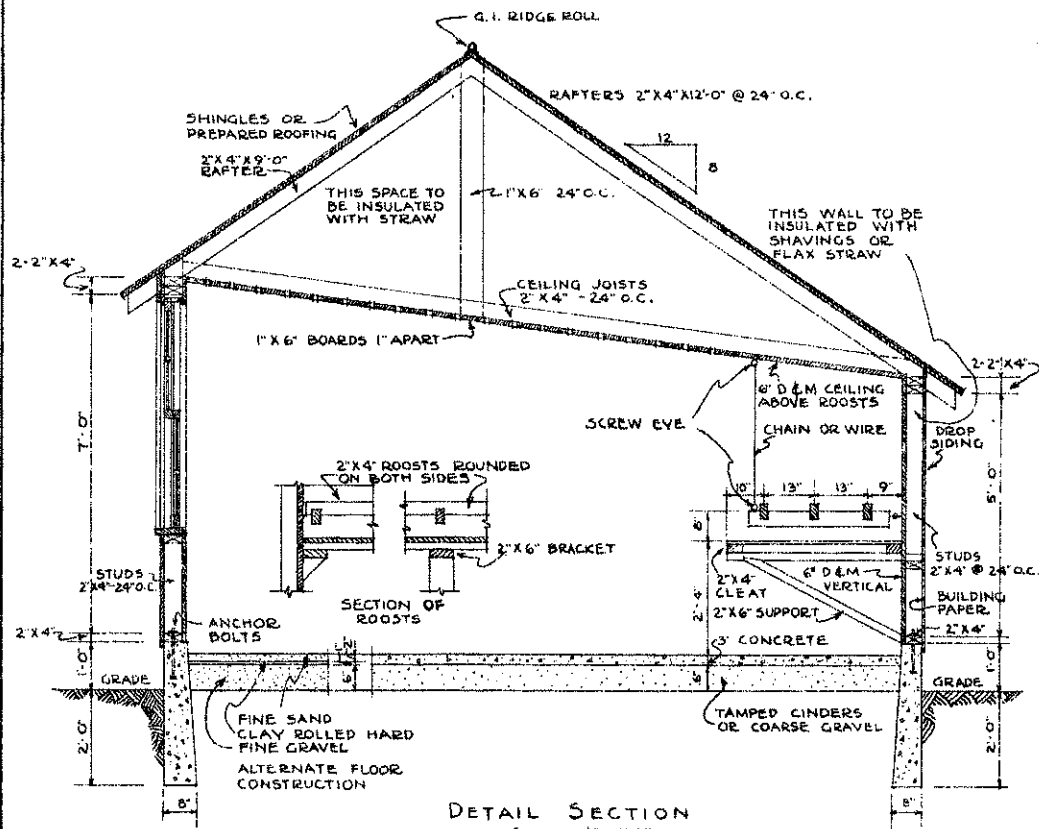 G.I. RIDGE ROLL
RAFTERS 2"X4"X12'-0" @ 24" O.C.
SHINGLES OR
PREPARED ROOFING
2"X4"X9'-0"
RAFTER
12
8
THIS SPACE TO
BE INSULATED
WITH STRAW
1"X6" 24" O.C.
THIS WALL TO BE
INSULATED WITH
SHAVINGS OR
FLAX STRAW
2-2"X4"
CEILING JOISTS
2"X4" - 24" O.C.
1"X6" BOARDS 1" APART
2-2"X4"
6" D&M CEILING
ABOVE ROOSTS
SCREW EYE
CHAIN OR WIRE
DROP
SIDING
7'-0"
5'-0"
2"X4" ROOSTS ROUNDED
ON BOTH SIDES
10"
13"
13"
9"
2"X6" BRACKET
STUDS
2"X4"-24" O.C.
SECTION OF
ROOSTS
2"X4"
CLEAT
6" D&M
VERTICAL
STUDS
2"X4" @ 24" O.C.
2'-4"
2"X6" SUPPORT
BUILDING
PAPER
2"X4"
ANCHOR
BOLTS
2"X4"
3" CONCRETE
1'-0"
6"
6"
1'-0"
GRADE
GRADE
2'-0"
2'-0"
FINE SAND
CLAY ROLLED HARD
FINE GRAVEL
ALTERNATE FLOOR
CONSTRUCTION
TAMPED CINDERS
OR COARSE GRAVEL
8"
8"
DETAIL SECTION